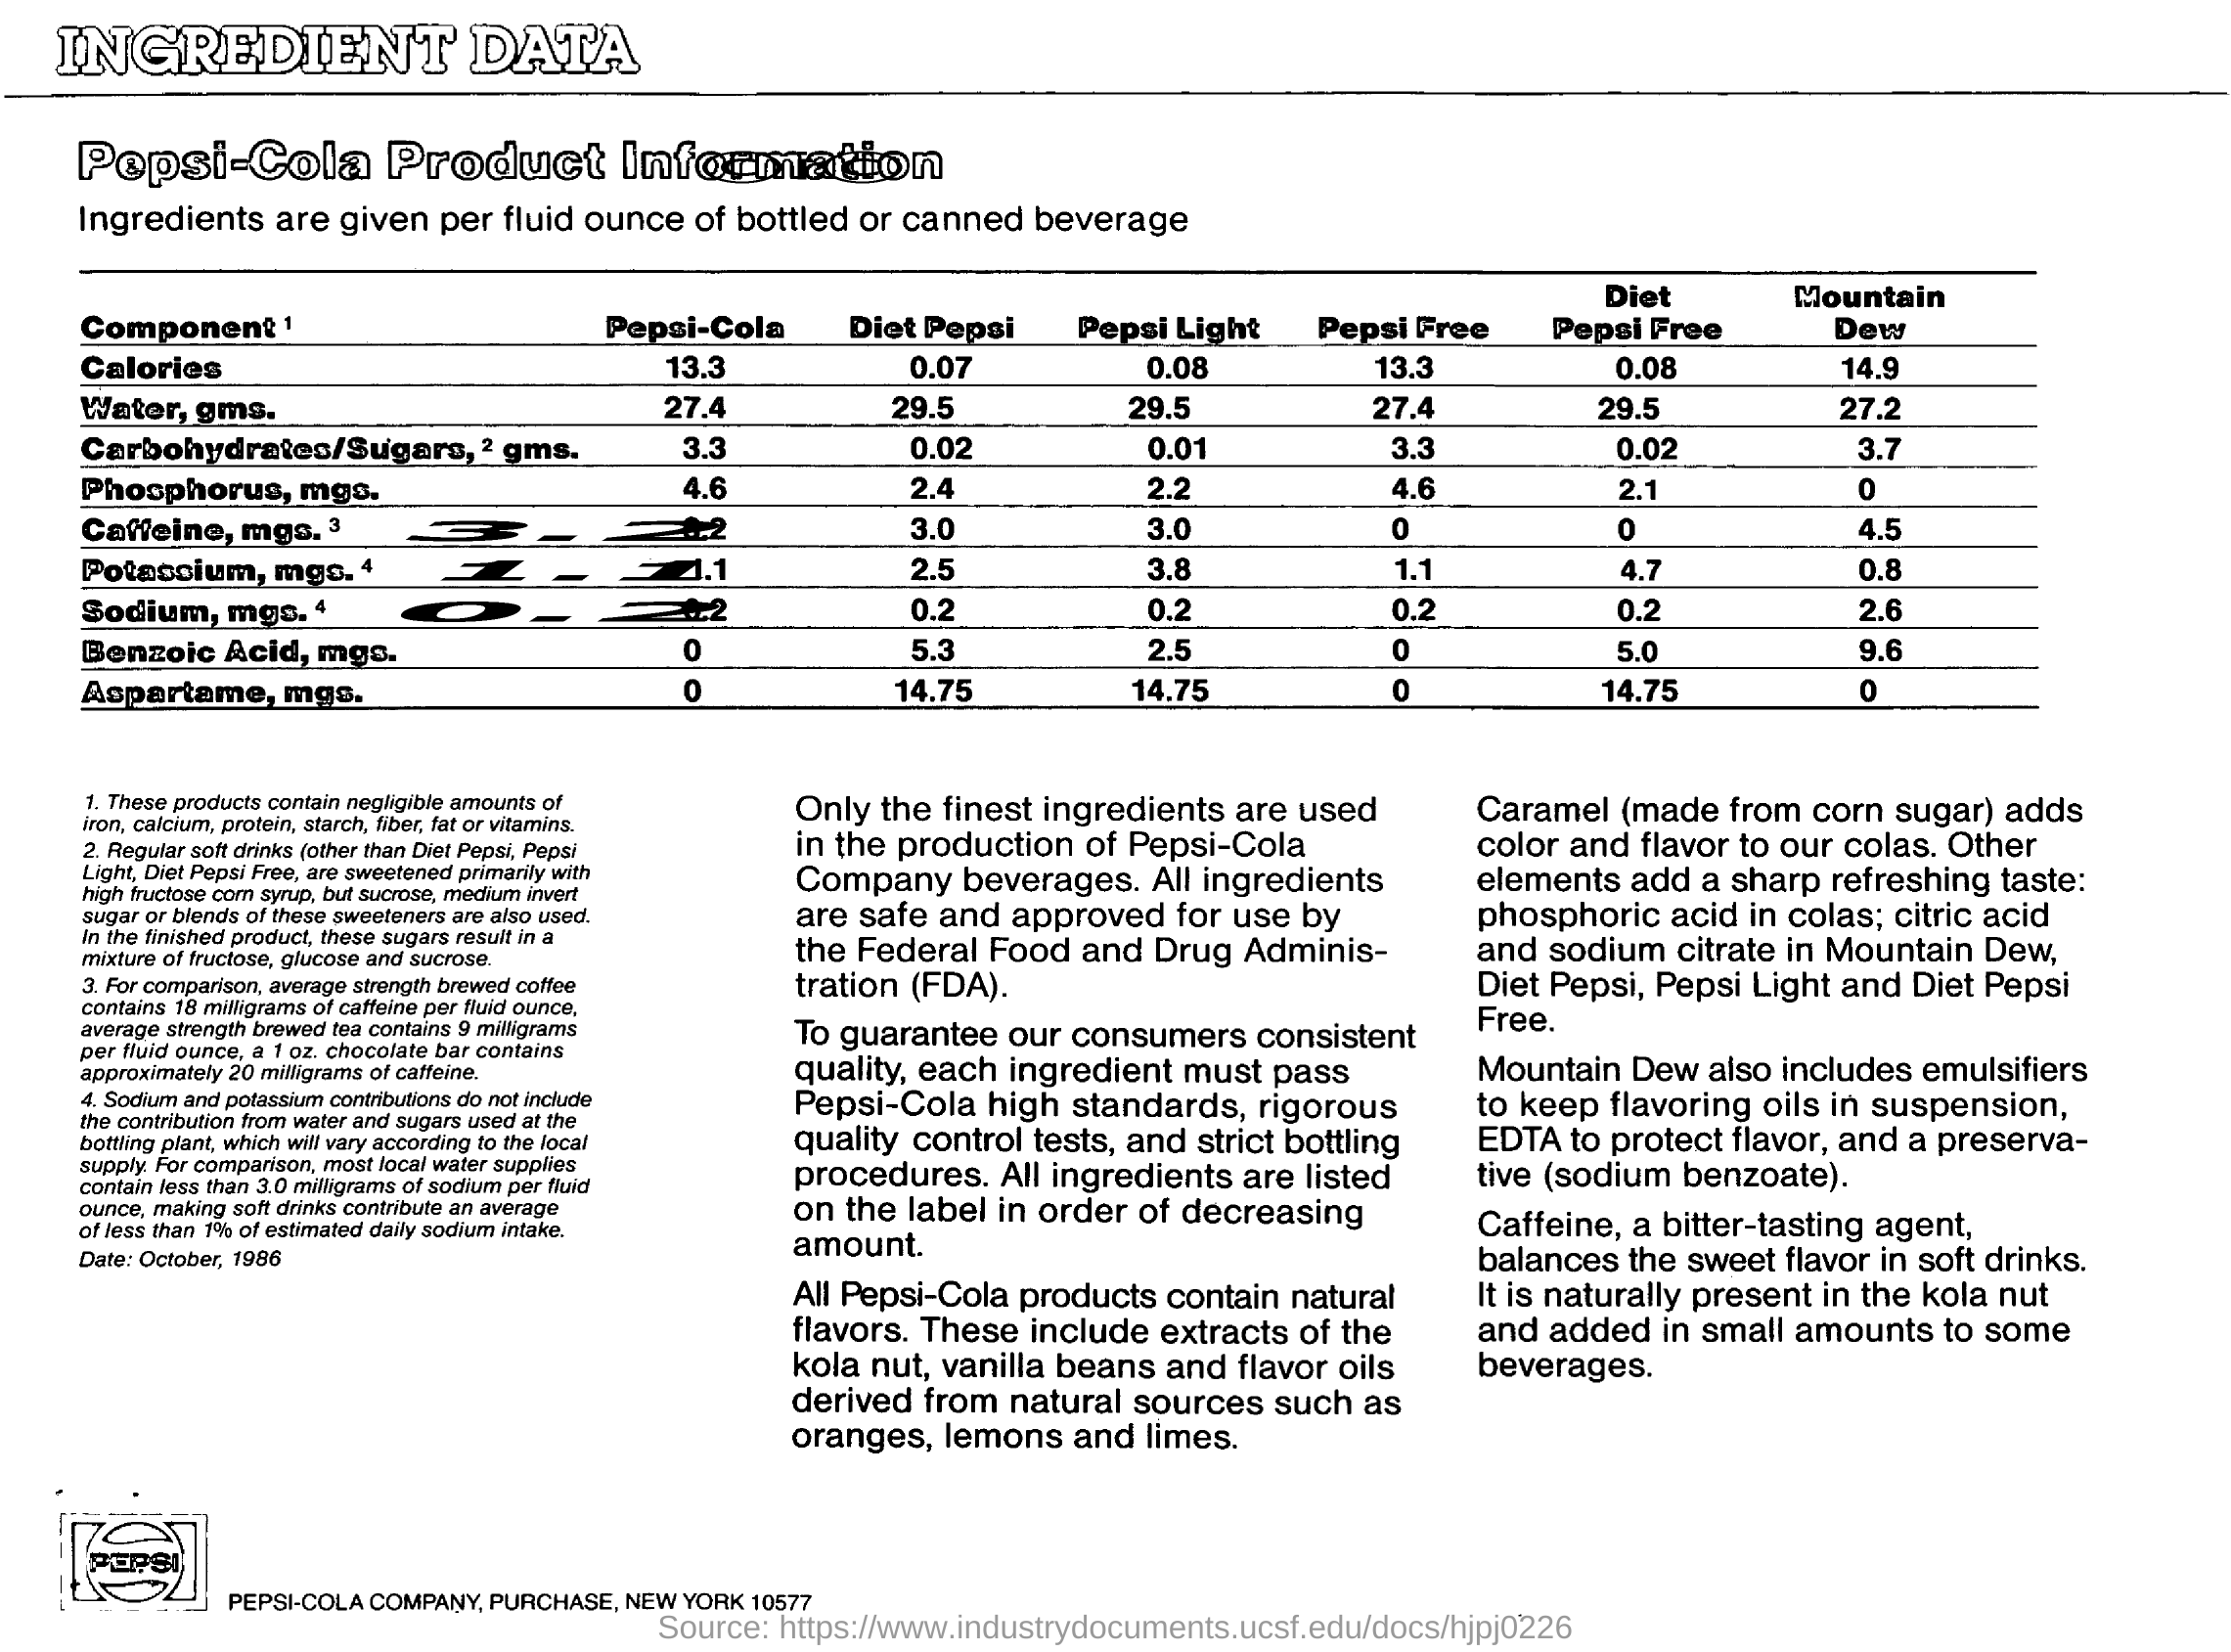 INGREDIENT DATA
Pepsi-Cola Product Information
Ingredients are given per fluid ounce of bottled or canned beverage
Component ¹ Pepsi-Cola Diet Pepsi Pepsi Light Pepsi Free Diet Pepsi Free Mountain Dew
Calories 13.3 0.07 0.08 13.3 0.08 14.9
Water, gms. 27.4 29.5 29.5 27.4 29.5 27.2
Carbohydrates/Sugars, ² gms. 3.3 0.02 0.01 3.3 0.02 3.7
Phosphorus, mgs. 4.6 2.4 2.2 4.6 2.1 0
Caffeine, mgs. ³ 3.2 3.0 3.0 0 0 4.5
Potassium, mgs. ⁴ 1.1 2.5 3.8 1.1 4.7 0.8
Sodium, mgs. ⁴ 0.2 0.2 0.2 0.2 0.2 2.6
Benzoic Acid, mgs. 0 5.3 2.5 0 5.0 9.6
Aspartame, mgs. 0 14.75 14.75 0 14.75 0
1. These products contain negligible amounts of
iron, calcium, protein, starch, fiber, fat or vitamins.
2. Regular soft drinks (other than Diet Pepsi, Pepsi
Light, Diet Pepsi Free, are sweetened primarily with
high fructose corn syrup, but sucrose, medium invert
sugar or blends of these sweeteners are also used.
In the finished product, these sugars result in a
mixture of fructose, glucose and sucrose.
3. For comparison, average strength brewed coffee
contains 18 milligrams of caffeine per fluid ounce,
average strength brewed tea contains 9 milligrams
per fluid ounce, a 1 oz. chocolate bar contains
approximately 20 milligrams of caffeine.
4. Sodium and potassium contributions do not include
the contribution from water and sugars used at the
bottling plant, which will vary according to the local
supply. For comparison, most local water supplies
contain less than 3.0 milligrams of sodium per fluid
ounce, making soft drinks contribute an average
of less than 1% of estimated daily sodium intake.
Date: October, 1986
Only the finest ingredients are used
in the production of Pepsi-Cola
Company beverages. All ingredients
are safe and approved for use by
the Federal Food and Drug Adminis-
tration (FDA).
To guarantee our consumers consistent
quality, each ingredient must pass
Pepsi-Cola high standards, rigorous
quality control tests, and strict bottling
procedures. All ingredients are listed
on the label in order of decreasing
amount.
All Pepsi-Cola products contain natural
flavors. These include extracts of the
kola nut, vanilla beans and flavor oils
derived from natural sources such as
oranges, lemons and limes.
Caramel (made from corn sugar) adds
color and flavor to our colas. Other
elements add a sharp refreshing taste:
phosphoric acid in colas; citric acid
and sodium citrate in Mountain Dew,
Diet Pepsi, Pepsi Light and Diet Pepsi
Free.
Mountain Dew also includes emulsifiers
to keep flavoring oils in suspension,
EDTA to protect flavor, and a preserva-
tive (sodium benzoate).
Caffeine, a bitter-tasting agent,
balances the sweet flavor in soft drinks.
It is naturally present in the kola nut
and added in small amounts to some
beverages.
PEPSI
PEPSI-COLA COMPANY, PURCHASE, NEW YORK 10577
Source: https://www.industrydocuments.ucsf.edu/docs/hjpj0226